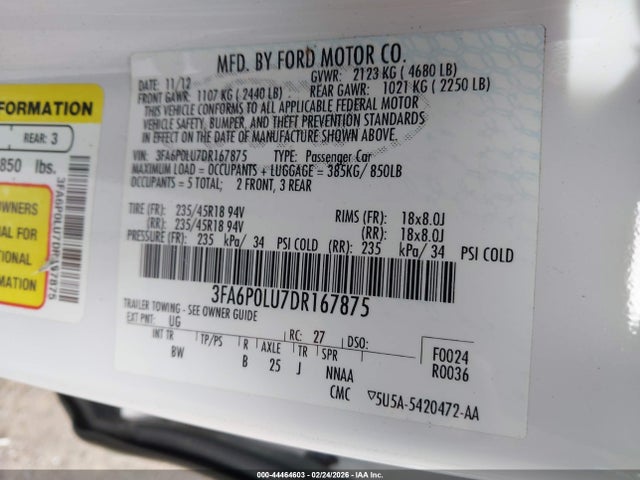 MFD. BY FORD MOTOR CO.
DATE: 11/12 GVWR: 2123 KG ( 4680 LB)
FRONT GAWR: 1107 KG ( 2440 LB) REAR GAWR: 1021 KG ( 2250 LB)
THIS VEHICLE CONFORMS TO ALL APPLICABLE FEDERAL MOTOR
VEHICLE SAFETY, BUMPER, AND THEFT PREVENTION STANDARDS
IN EFFECT ON THE DATE OF MANUFACTURE SHOWN ABOVE.
VIN: 3FA6P0LU7DR167875 TYPE: Passenger Car
MAXIMUM LOAD = OCCUPANTS + LUGGAGE = 385KG/ 850LB
OCCUPANTS = 5 TOTAL; 2 FRONT, 3 REAR
TIRE (FR): 235/45R18 94V RIMS (FR): 18x8.0J
(RR): 235/45R18 94V (RR): 18x8.0J
PRESSURE (FR): 235 kPa/ 34 PSI COLD (RR): 235 kPa/ 34 PSI COLD
3FA6P0LU7DR167875
TRAILER TOWING - SEE OWNER GUIDE
EXT PNT: UG RC: 27 DSO:
INT TR TP/PS R AXLE TR SPR
BW B 25 J NNAA
F0024
R0036
CMC ▽5U5A-5420472-AA
FORMATION
REAR: 3
850 lbs.
OWNERS
UAL FOR
TIONAL
MATION
3FA6P0LU7DR167875
000-44464603 - 02/24/2026 - IAA Inc.